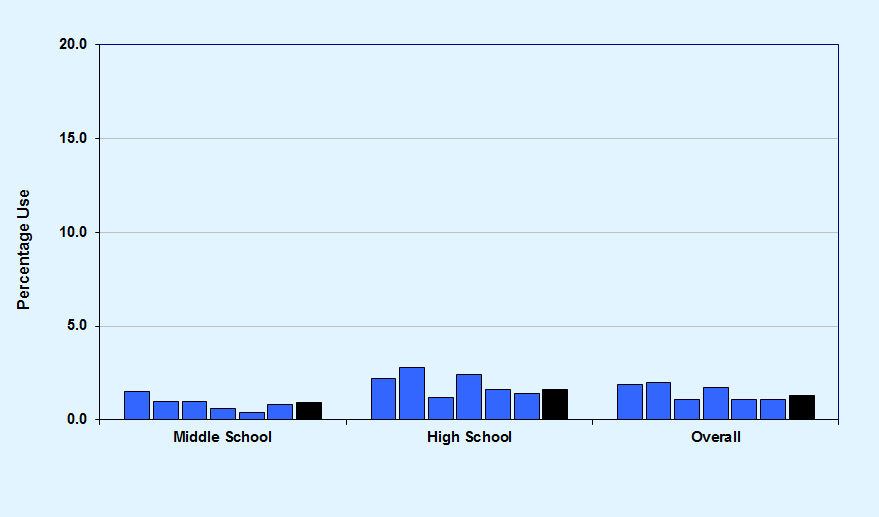 20.0
15.0
10.0
5.0
0.0
Percentage Use
Middle School
High School
Overall